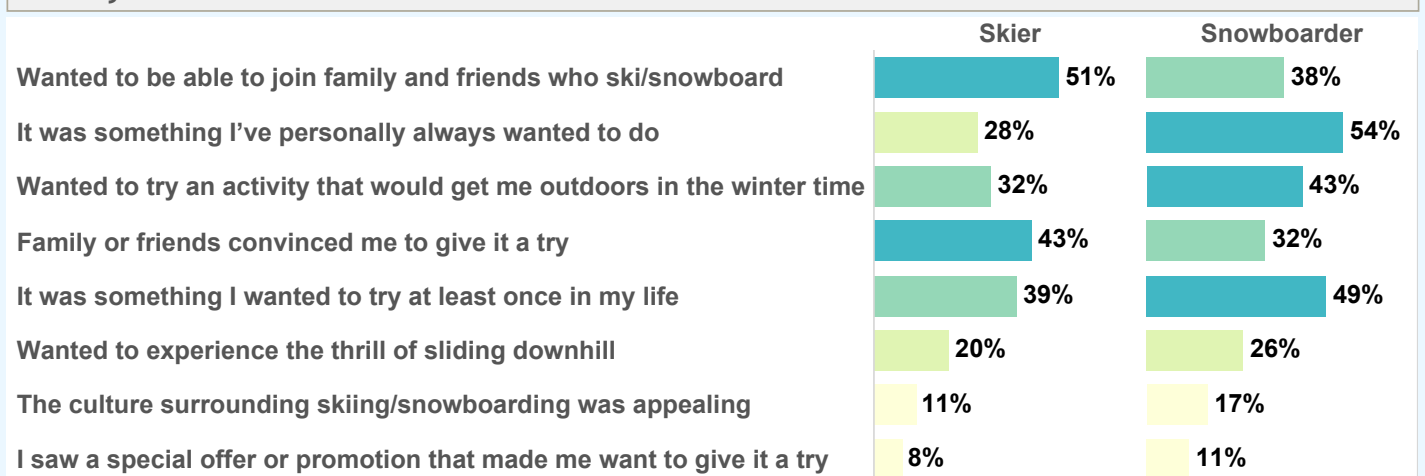 Skier Snowboarder
Wanted to be able to join family and friends who ski/snowboard 51% 38%
It was something I’ve personally always wanted to do 28% 54%
Wanted to try an activity that would get me outdoors in the winter time 32% 43%
Family or friends convinced me to give it a try 43% 32%
It was something I wanted to try at least once in my life 39% 49%
Wanted to experience the thrill of sliding downhill 20% 26%
The culture surrounding skiing/snowboarding was appealing 11% 17%
I saw a special offer or promotion that made me want to give it a try 8% 11%